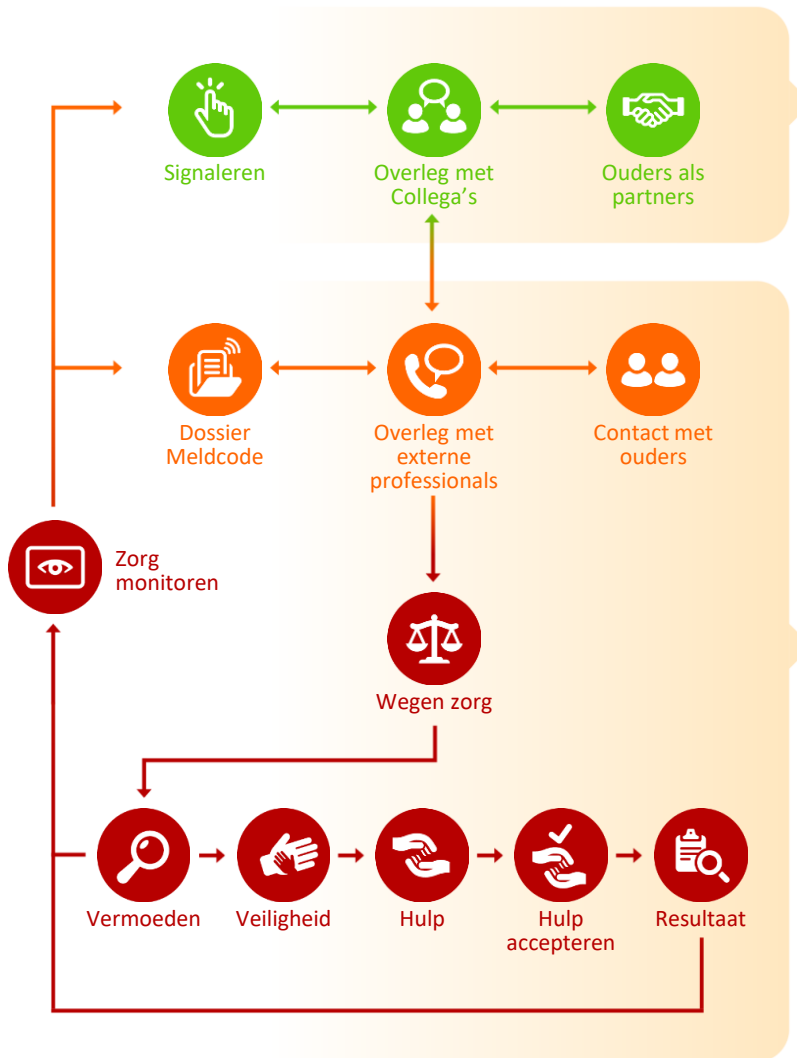 Signaleren
Overleg met
Collega's
Ouders als
partners
Dossier
Meldcode
Overleg met
externe
professionals
Contact met
ouders
Zorg
monitoren
Wegen zorg
Vermoeden
Veiligheid
Hulp
Hulp
accepteren
Resultaat